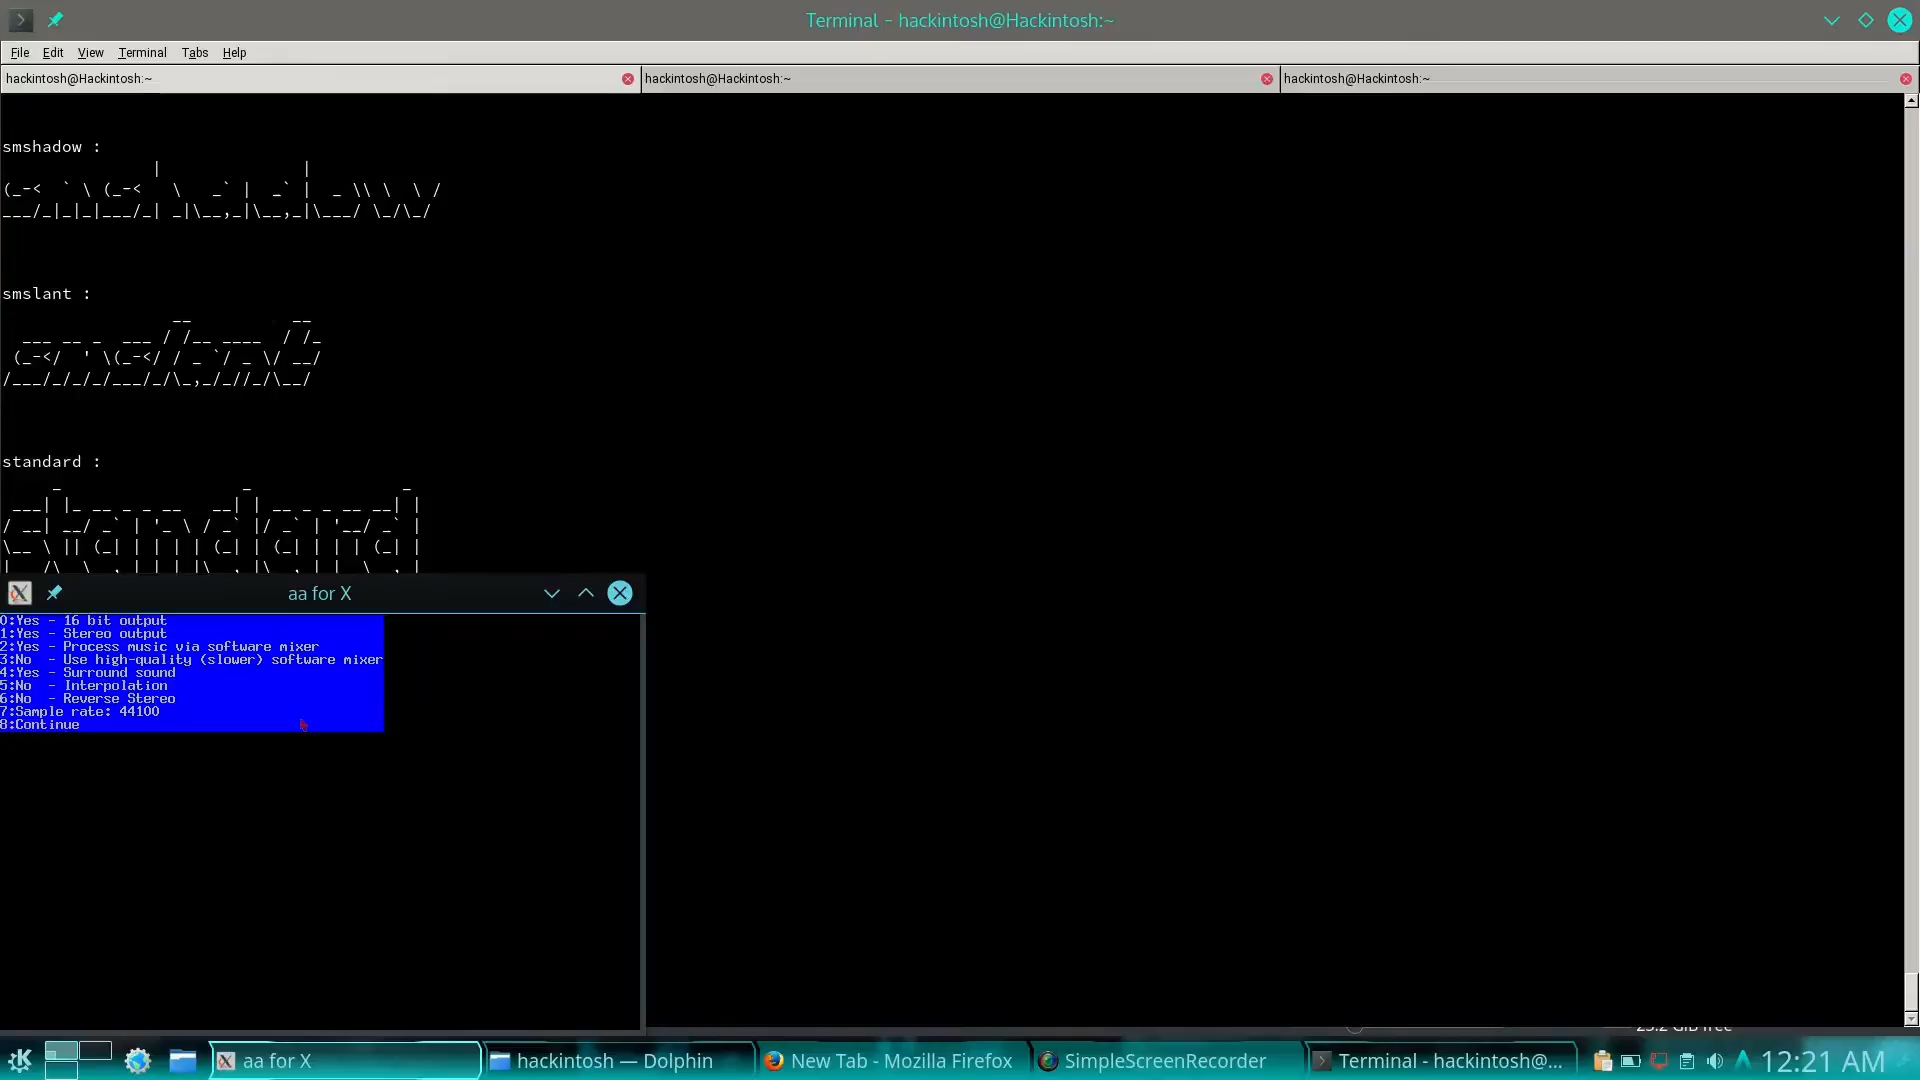 Terminal - hackintosh@Hackintosh:~
File Edit View Terminal Tabs Help
hackintosh@Hackintosh:~ hackintosh@Hackintosh:~ hackintosh@Hackintosh:~
smshadow :
smshadow
smslant :
smslant
standard :
standard
aa for X
0:Yes - 16 bit output
1:Yes - Stereo output
2:Yes - Process music via software mixer
3:No  - Use high-quality (slower) software mixer
4:Yes - Surround sound
5:No  - Interpolation
6:No  - Reverse Stereo
7:Sample rate: 44100
8:Continue
aa for X hackintosh — Dolphin New Tab - Mozilla Firefox SimpleScreenRecorder Terminal - hackintosh@... 12:21 AM